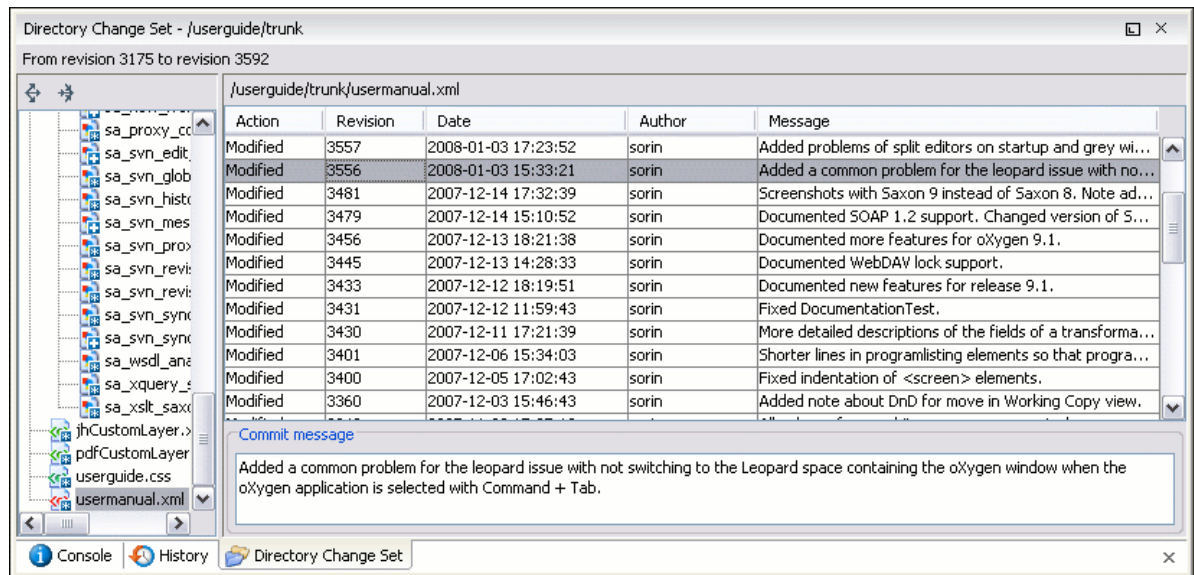 Directory Change Set - /userguide/trunk
From revision 3175 to revision 3592
/userguide/trunk/usermanual.xml
Action Revision Date Author Message
sa_proxy_cc
sa_svn_edit_
sa_svn_glob
sa_svn_histo
sa_svn_mes
sa_svn_prox
sa_svn_revi
sa_svn_revi
sa_svn_sync
sa_svn_sync
sa_wsdl_ana
sa_xquery_s
sa_xslt_saxo
jhCustomLayer.x
pdfCustomLayer
userguide.css
usermanual.xml
Modified 3557 2008-01-03 17:23:52 sorin Added problems of split editors on startup and grey wi...
Modified 3556 2008-01-03 15:33:21 sorin Added a common problem for the leopard issue with no...
Modified 3481 2007-12-14 17:32:39 sorin Screenshots with Saxon 9 instead of Saxon 8. Note ad...
Modified 3479 2007-12-14 15:10:52 sorin Documented SOAP 1.2 support. Changed version of S...
Modified 3456 2007-12-13 18:21:38 sorin Documented more features for oXygen 9.1.
Modified 3445 2007-12-13 14:28:33 sorin Documented WebDAV lock support.
Modified 3433 2007-12-12 18:19:51 sorin Documented new features for release 9.1.
Modified 3431 2007-12-12 11:59:43 sorin Fixed DocumentationTest.
Modified 3430 2007-12-11 17:21:39 sorin More detailed descriptions of the fields of a transforma...
Modified 3401 2007-12-06 15:34:03 sorin Shorter lines in programlisting elements so that progra...
Modified 3400 2007-12-05 17:02:43 sorin Fixed indentation of <screen> elements.
Modified 3360 2007-12-03 15:46:43 sorin Added note about DnD for move in Working Copy view.
Commit message
Added a common problem for the leopard issue with not switching to the Leopard space containing the oXygen window when the
oXygen application is selected with Command + Tab.
Console History Directory Change Set